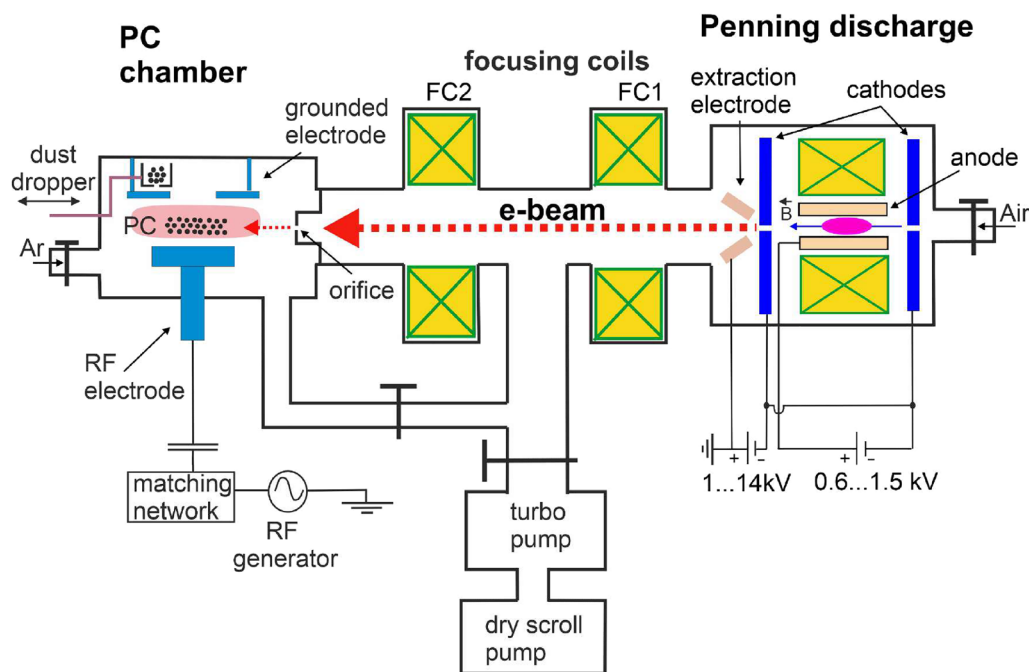 PC
chamber
Penning discharge
focusing coils
FC2
FC1
extraction
electrode
cathodes
grounded
electrode
dust
dropper
anode
B
PC
e-beam
Air
Ar
orifice
RF
electrode
+
-
+
-
1...14kV
0.6...1.5 kV
matching
network
RF
generator
turbo
pump
dry scroll
pump